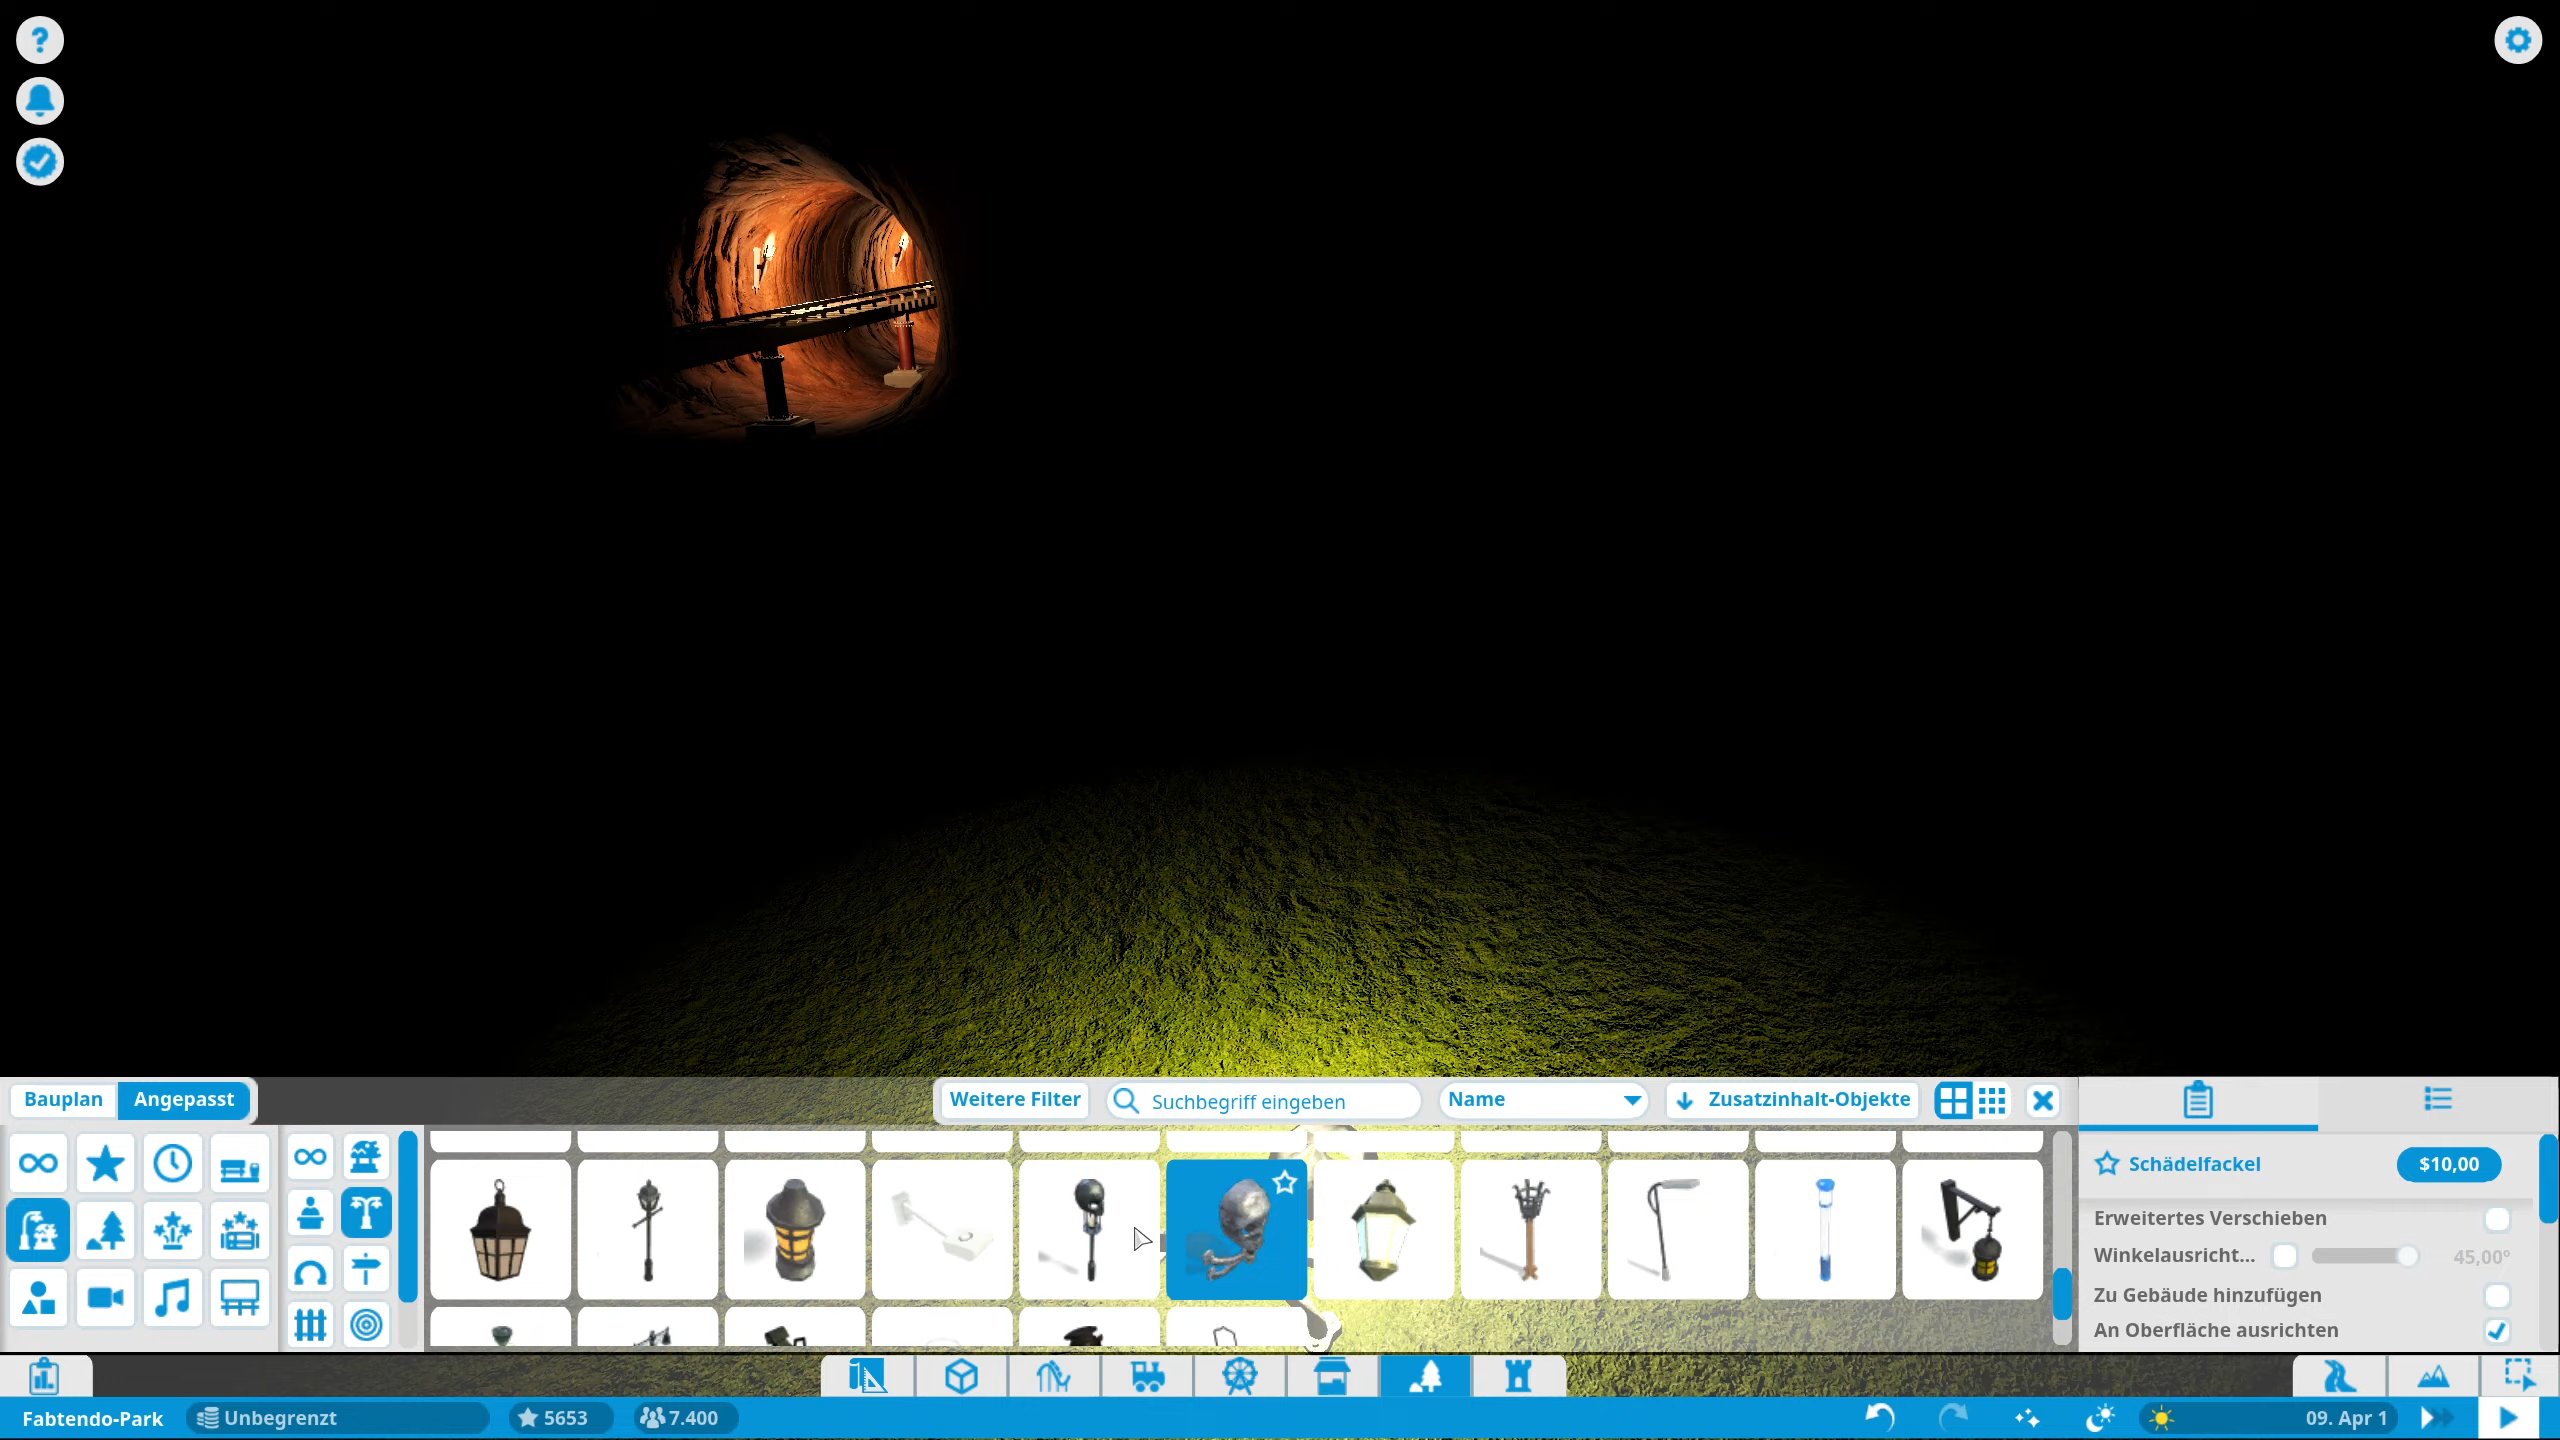 Bauplan
Angepasst
Weitere Filter
Suchbegriff eingeben
Name
Zusatzinhalt-Objekte
Schädelfackel
$10,00
Erweitertes Verschieben
Winkelausricht...
45,00°
Zu Gebäude hinzufügen
An Oberfläche ausrichten
Fabtendo-Park
Unbegrenzt
5653
7.400
09. Apr 1